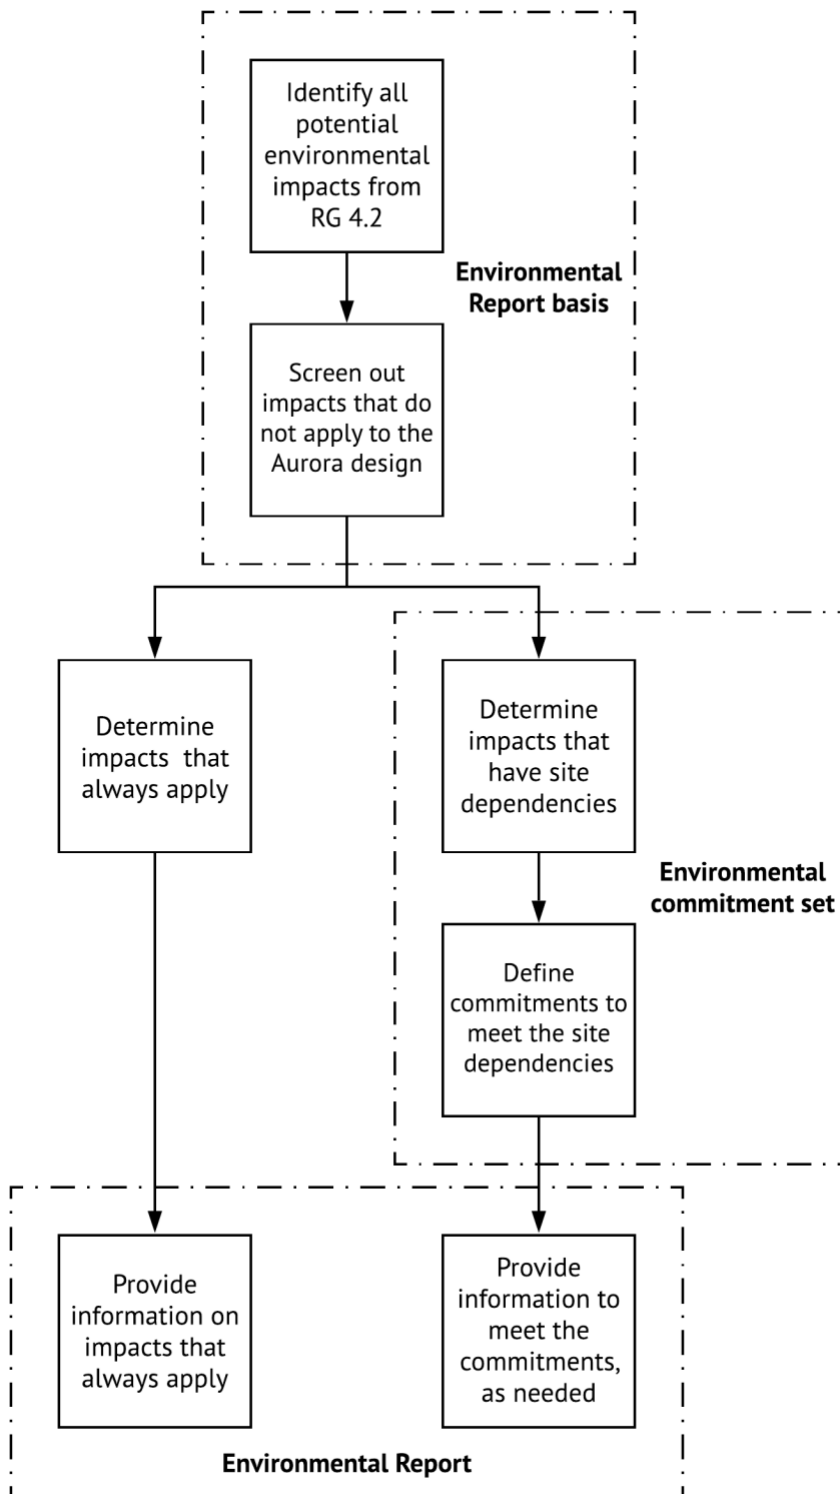 Identify all
potential
environmental
impacts from
RG 4.2
Environmental
Report basis
Screen out
impacts that do
not apply to the
Aurora design
Determine
impacts  that
always apply
Determine
impacts that
have site
dependencies
Environmental
commitment set
Define
commitments to
meet the site
dependencies
Provide
information on
impacts that
always apply
Provide
information to
meet the
commitments,
as needed
Environmental Report